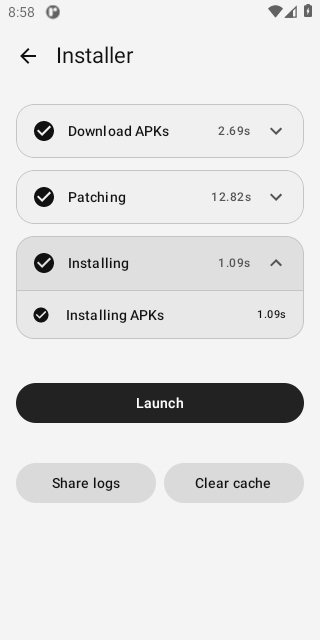 8:58
Installer
Download APKs 2.69s
Patching 12.82s
Installing 1.09s
Installing APKs 1.09s
Launch
Share logs Clear cache